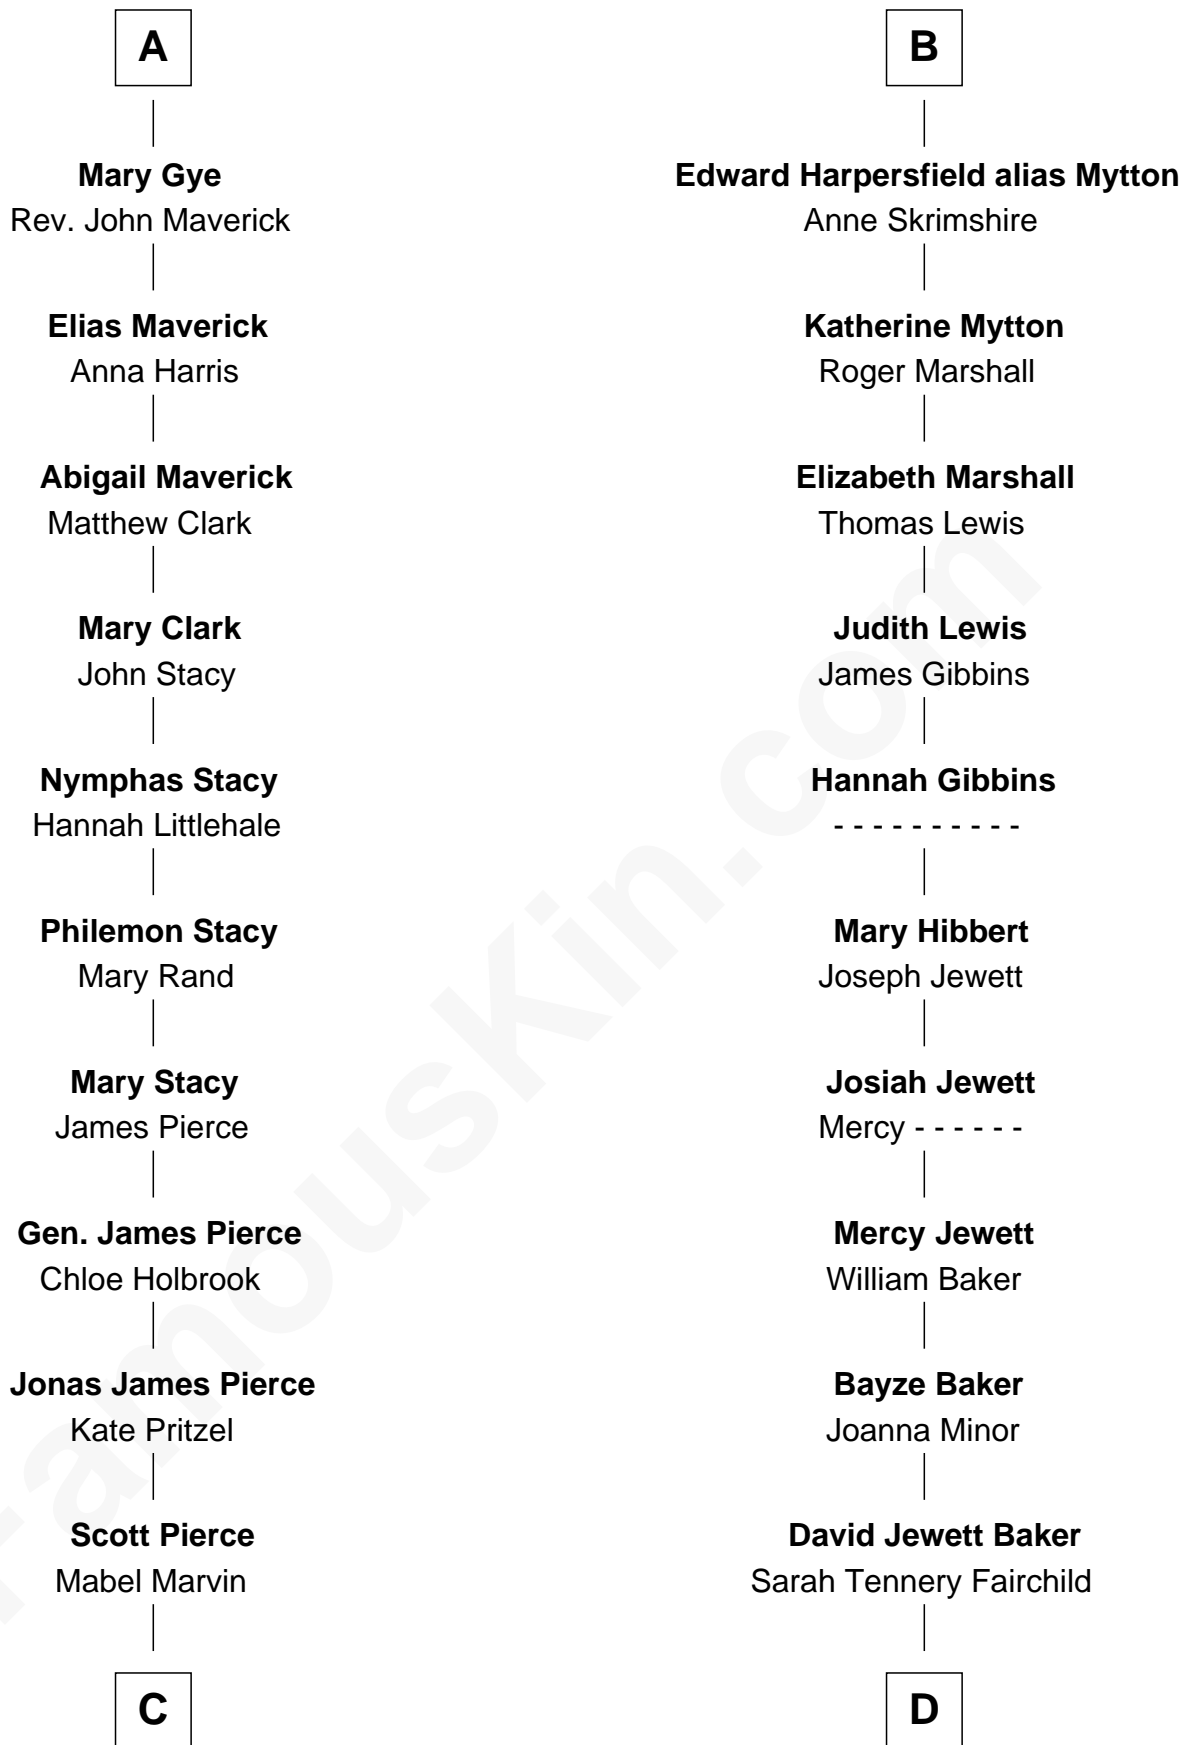 A
Mary Gye
Rev. John Maverick
Elias Maverick
Anna Harris
Abigail Maverick
Matthew Clark
Mary Clark
John Stacy
Nymphas Stacy
Hannah Littlehale
Philemon Stacy
Mary Rand
Mary Stacy
James Pierce
Gen. James Pierce
Chloe Holbrook
Jonas James Pierce
Kate Pritzel
Scott Pierce
Mabel Marvin
C
B
Edward Harpersfield alias Mytton
Anne Skrimshire
Katherine Mytton
Roger Marshall
Elizabeth Marshall
Thomas Lewis
Judith Lewis
James Gibbins
Hannah Gibbins
- - - - - - - - - -
Mary Hibbert
Joseph Jewett
Josiah Jewett
Mercy - - - - - -
Mercy Jewett
William Baker
Bayze Baker
Joanna Minor
David Jewett Baker
Sarah Tennery Fairchild
D
FamousKin.com